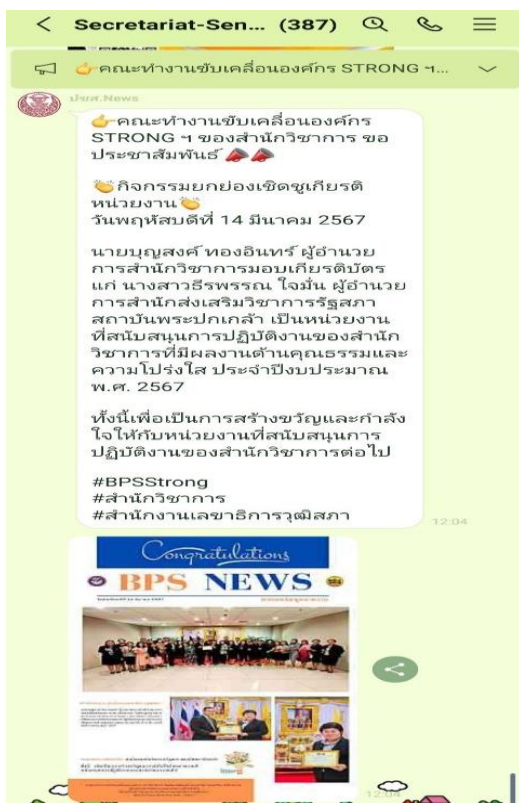 Secretariat-Sen... (387)
👉คณะทำงานขับเคลื่อนองค์กร STRONG ฯ...
ปชส.News
👉คณะทำงานขับเคลื่อนองค์กร
STRONG ฯ ของสำนักวิชาการ ขอ
ประชาสัมพันธ์ 📣📣
👏กิจกรรมยกย่องเชิดชูเกียรติ
หน่วยงาน👏
วันพฤหัสบดีที่ 14 มีนาคม 2567
นายบุญสงค์ ทองอินทร์ ผู้อำนวย
การสำนักวิชาการมอบเกียรติบัตร
แก่ นางสาวธีรพรรณ ใจมั่น ผู้อำนวย
การสำนักส่งเสริมวิชาการรัฐสภา
สถาบันพระปกเกล้า เป็นหน่วยงาน
ที่สนับสนุนการปฏิบัติงานของสำนัก
วิชาการที่มีผลงานด้านคุณธรรมและ
ความโปร่งใส ประจำปีงบประมาณ
พ.ศ. 2567
ทั้งนี้เพื่อเป็นการสร้างขวัญและกำลัง
ใจให้กับหน่วยงานที่สนับสนุนการ
ปฏิบัติงานของสำนักวิชาการต่อไป
#BPSStrong
#สำนักวิชาการ
#สำนักงานเลขาธิการวุฒิสภา
12:04
Congratulations
BPS NEWS
12:04